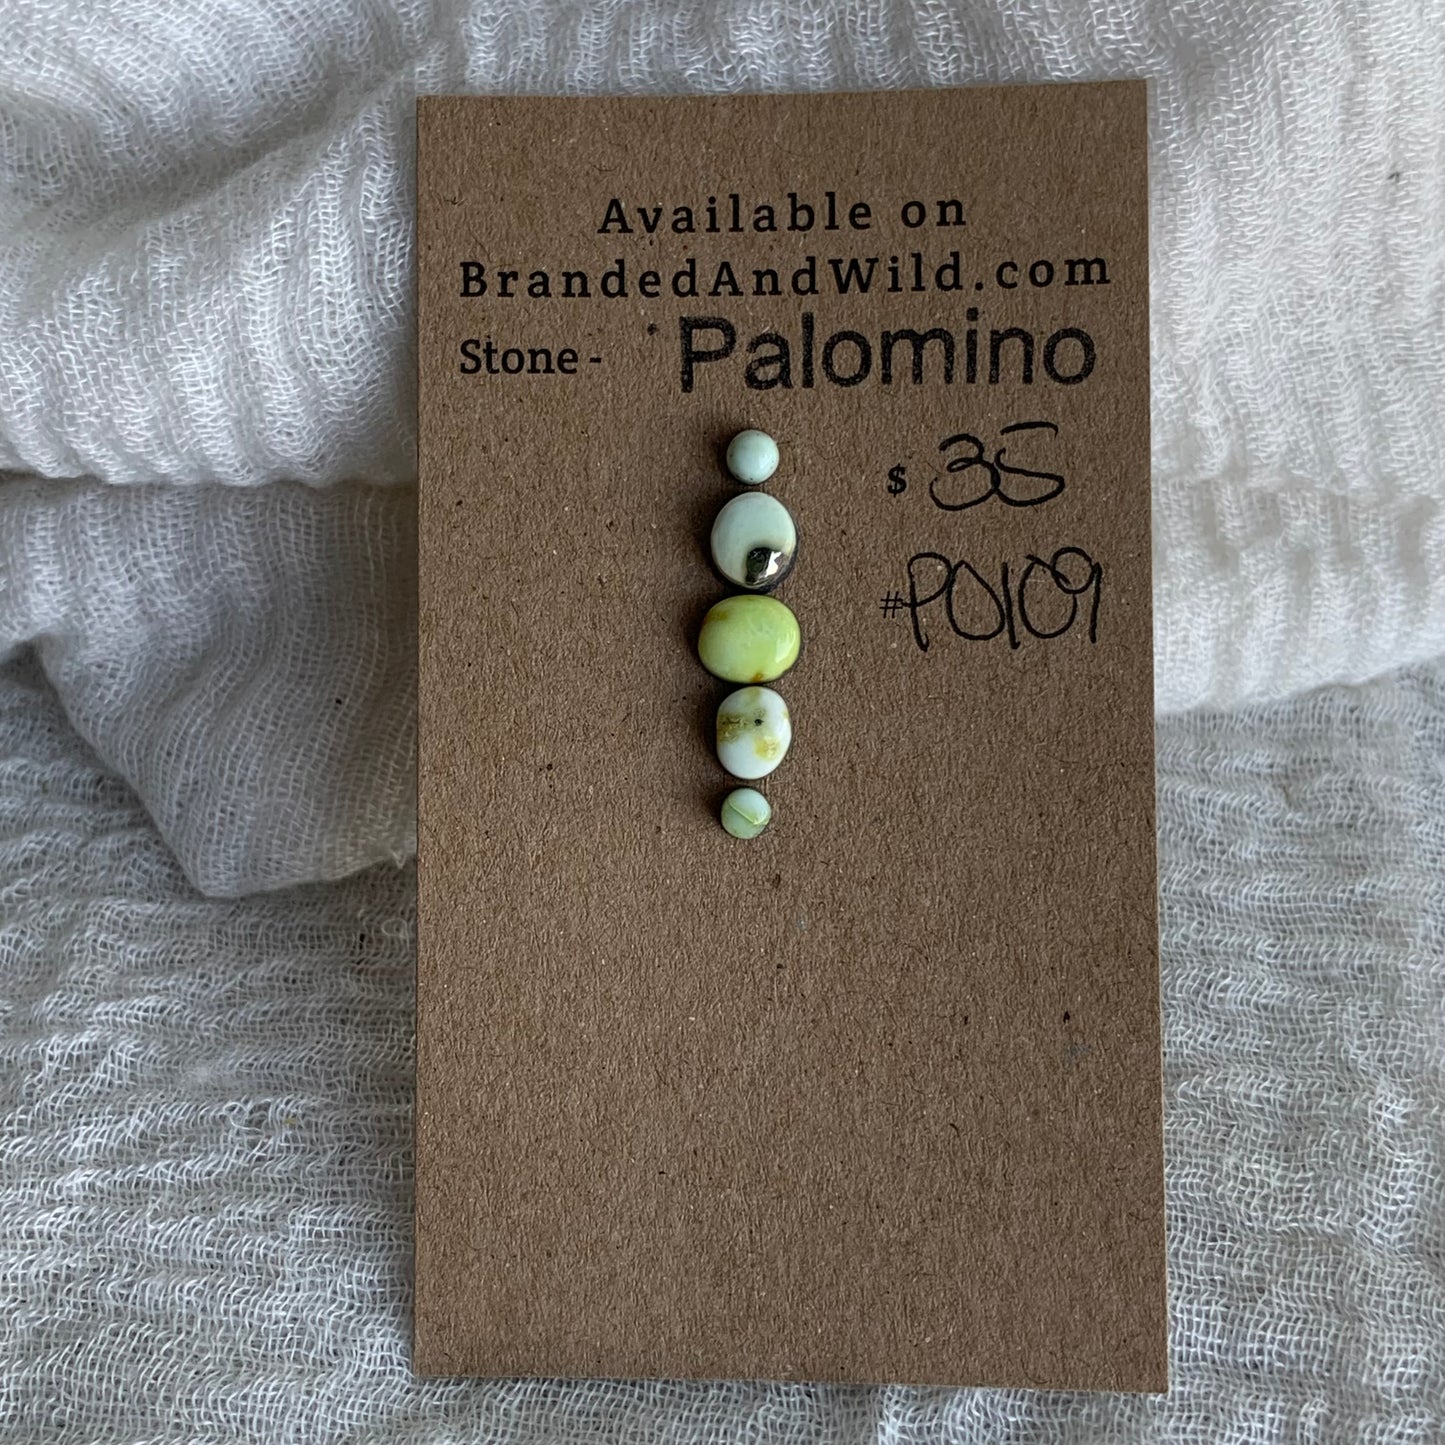 Available on
BrandedAndWild.com
Stone - Palomino
$ 35
#P0109